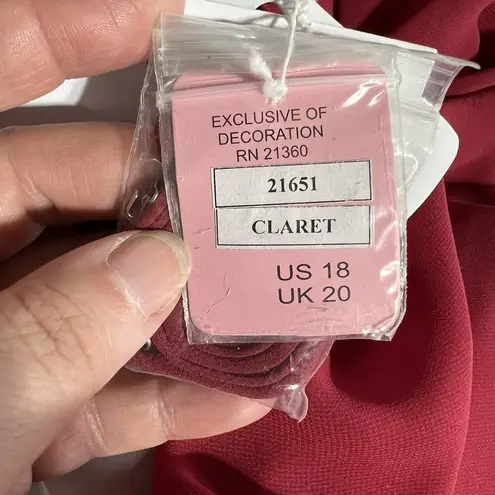 EXCLUSIVE OF
DECORATION
RN 21360
21651
CLARET
US 18
UK 20